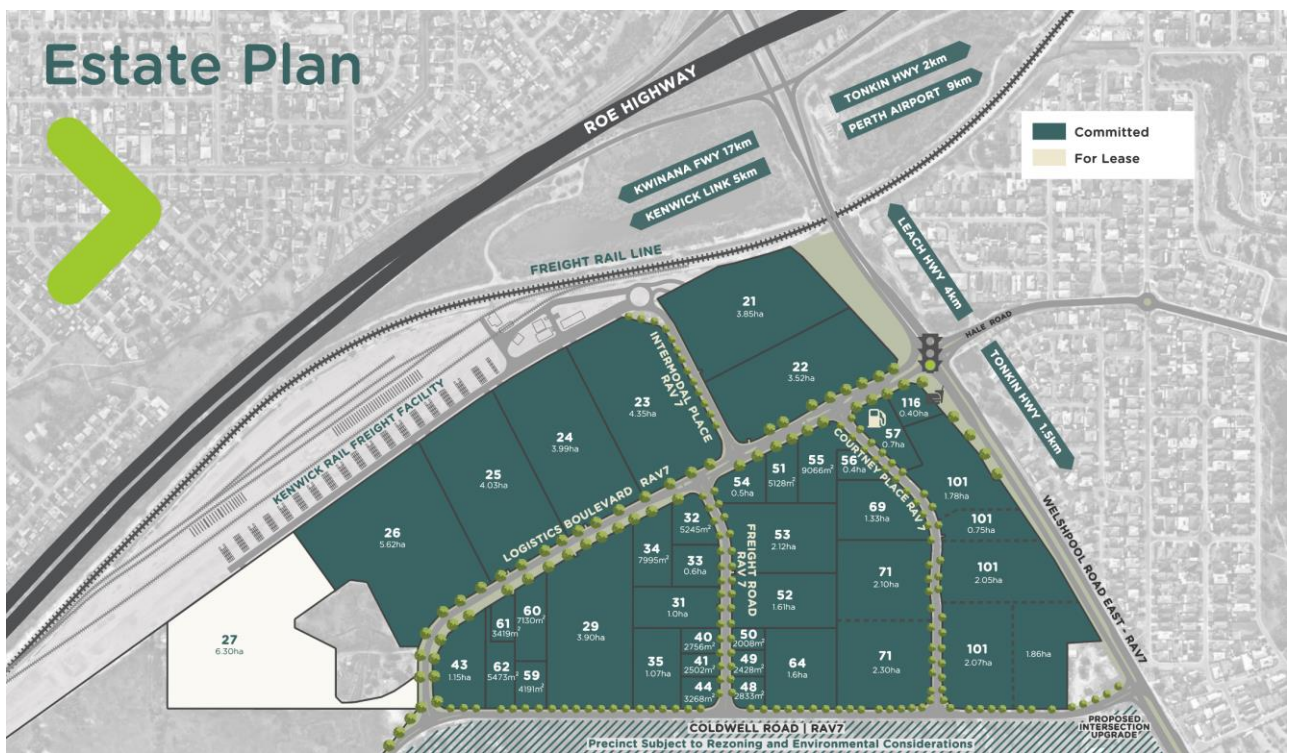 Estate Plan
ROE HIGHWAY
TONKIN HWY 2km
PERTH AIRPORT 9km
Committed
For Lease
KWINANA FWY 17km
KENWICK LINK 5km
LEACH HWY 4km
FREIGHT RAIL LINE
HALE ROAD
TONKIN HWY 1.5km
21
3.85ha
22
3.52ha
INTERMODAL PLACE
RAV 7
23
4.35ha
24
3.99ha
25
4.03ha
26
5.62ha
27
6.30ha
KENWICK RAIL FREIGHT FACILITY
LOGISTICS BOULEVARD RAV7
116
0.40ha
57
0.7ha
COURTNEY PLACE RAV 7
56
0.4ha
55
9066m²
51
5128m²
54
0.5ha
32
5245m²
33
0.6ha
34
7995m²
31
1.0ha
FREIGHT ROAD
RAV 7
53
2.12ha
52
1.61ha
69
1.33ha
71
2.10ha
71
2.30ha
101
1.78ha
101
0.75ha
101
2.05ha
101
2.07ha
1.86ha
WELSHPOOL ROAD EAST - RAV7
60
7130m²
61
3419m²
62
5473m²
59
4191m²
43
1.15ha
29
3.90ha
35
1.07ha
40
2756m²
41
2502m²
44
3268m²
50
2008m²
49
2428m²
48
2833m²
64
1.6ha
COLDWELL ROAD | RAV7
Precinct Subject to Rezoning and Environmental Considerations
PROPOSED
INTERSECTION
UPGRADE